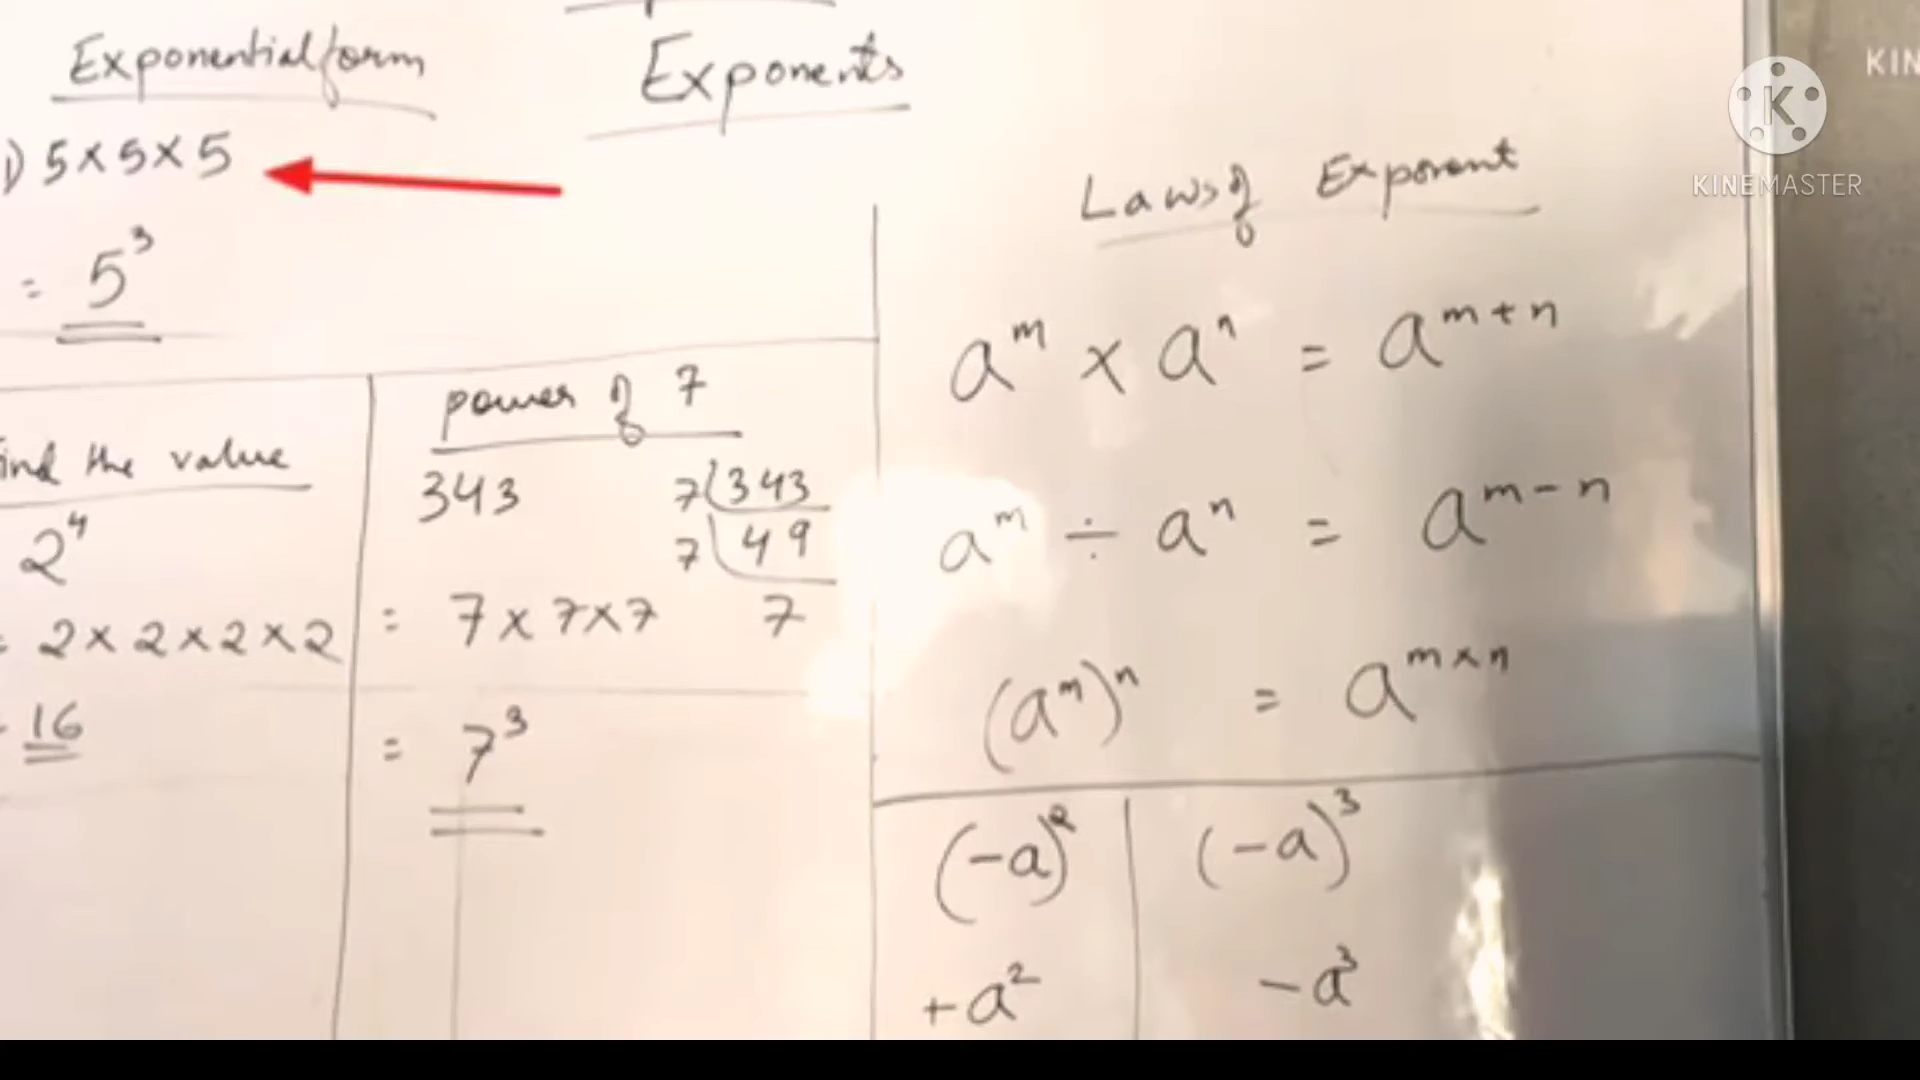 Exponents
Exponential form
1) 5×5×5
= 5³
Find the value
2⁴
= 2×2×2×2
= 16
power of 7
343
7 343
7 49
7
= 7×7×7
= 7³
Laws of Exponent
aᵐ × aⁿ = aᵐ⁺ⁿ
aᵐ ÷ aⁿ = aᵐ⁻ⁿ
(aᵐ)ⁿ = aᵐˣⁿ
(-a)² (-a)³
+a² -a³
K
KINEMASTER
KIN